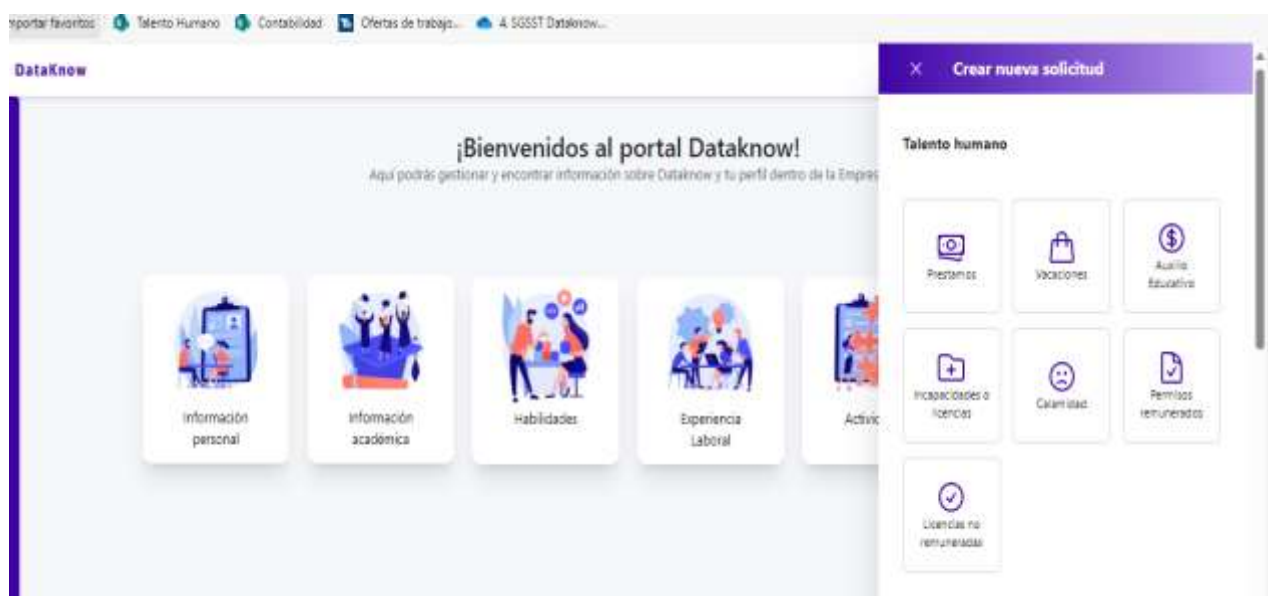 mportar favoritos Talento Humano Contabilidad Ofertas de trabajo... 4. SGSST Dataknow...
DataKnow
Crear nueva solicitud
¡Bienvenidos al portal Dataknow!
Aquí podrás gestionar y encontrar información sobre Dataknow y tu perfil dentro de la Empres
Talento humano
Prestamos
Vacaciones
Auxilio
Educativo
Incapacidades o
licencias
Calamidad
Permisos
remunerados
Licencias no
remuneradas
Información
personal
Información
académica
Habilidades
Experiencia
Laboral
Activid